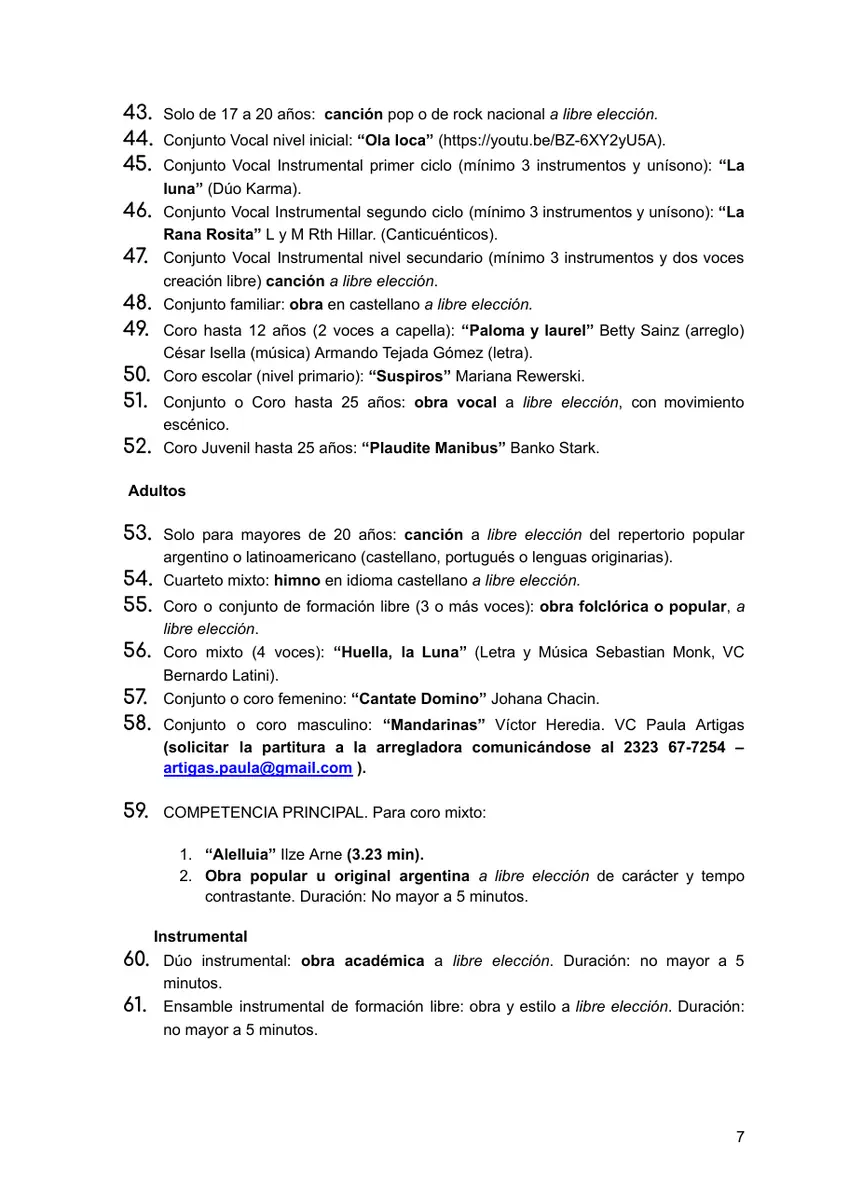 43. Solo de 17 a 20 años: canción pop o de rock nacional a libre elección.
44. Conjunto Vocal nivel inicial: “Ola loca” (https://youtu.be/BZ-6XY2yU5A).
45. Conjunto Vocal Instrumental primer ciclo (mínimo 3 instrumentos y unísono): “La
luna” (Dúo Karma).
46. Conjunto Vocal Instrumental segundo ciclo (mínimo 3 instrumentos y unísono): “La
Rana Rosita” L y M Rth Hillar. (Canticuénticos).
47. Conjunto Vocal Instrumental nivel secundario (mínimo 3 instrumentos y dos voces
creación libre) canción a libre elección.
48. Conjunto familiar: obra en castellano a libre elección.
49. Coro hasta 12 años (2 voces a capella): “Paloma y laurel” Betty Sainz (arreglo)
César Isella (música) Armando Tejada Gómez (letra).
50. Coro escolar (nivel primario): “Suspiros” Mariana Rewerski.
51. Conjunto o Coro hasta 25 años: obra vocal a libre elección, con movimiento
escénico.
52. Coro Juvenil hasta 25 años: “Plaudite Manibus” Banko Stark.
Adultos
53. Solo para mayores de 20 años: canción a libre elección del repertorio popular
argentino o latinoamericano (castellano, portugués o lenguas originarias).
54. Cuarteto mixto: himno en idioma castellano a libre elección.
55. Coro o conjunto de formación libre (3 o más voces): obra folclórica o popular, a
libre elección.
56. Coro mixto (4 voces): “Huella, la Luna” (Letra y Música Sebastian Monk, VC
Bernardo Latini).
57. Conjunto o coro femenino: “Cantate Domino” Johana Chacin.
58. Conjunto o coro masculino: “Mandarinas” Víctor Heredia. VC Paula Artigas
(solicitar la partitura a la arregladora comunicándose al 2323 67-7254 –
artigas.paula@gmail.com ).
59. COMPETENCIA PRINCIPAL. Para coro mixto:
1. “Alelluia” Ilze Arne (3.23 min).
2. Obra popular u original argentina a libre elección de carácter y tempo
contrastante. Duración: No mayor a 5 minutos.
Instrumental
60. Dúo instrumental: obra académica a libre elección. Duración: no mayor a 5
minutos.
61. Ensamble instrumental de formación libre: obra y estilo a libre elección. Duración:
no mayor a 5 minutos.
7